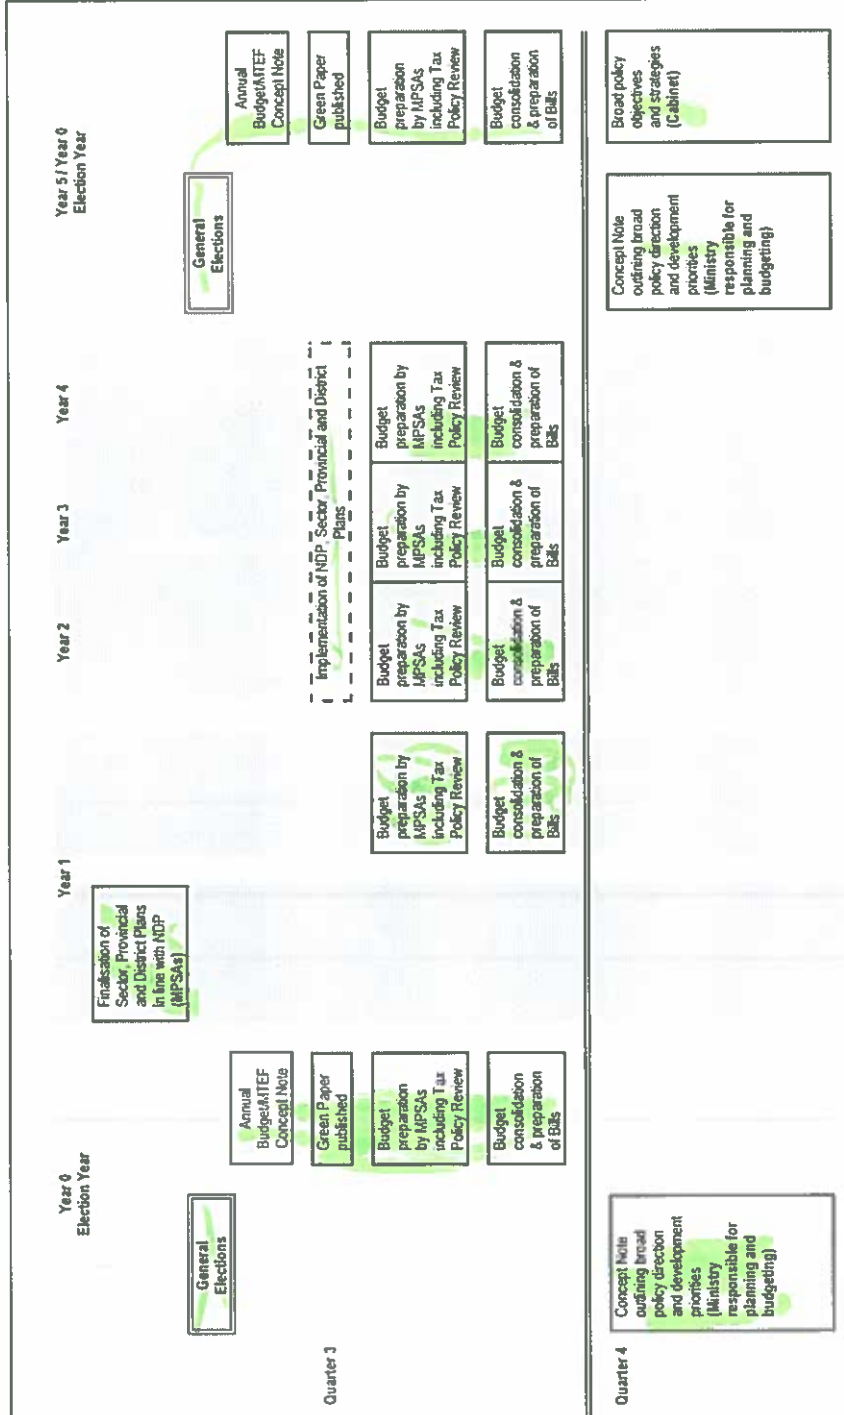 Year 0
Election Year
Year 1
Year 2
Year 3
Year 4
Year 5 / Year 0
Election Year
Quarter 3
General
Elections
Annual
Budget/MTEF
Concept Note
Green Paper
published
Budget
preparation
by MPSAs
including Tax
Policy Review
Budget
consolidation
& preparation
of Bills
Finalisation of
Sector, Provincial
and District Plans
in line with NDP
(MPSAs)
Budget
preparation by
MPSAs
including Tax
Policy Review
Budget
consolidation &
preparation of
Bills
Implementation of NDP, Sector, Provincial and District
Plans
Budget
preparation by
MPSAs
including Tax
Policy Review
Budget
consolidation &
preparation of
Bills
Budget
preparation by
MPSAs
including Tax
Policy Review
Budget
consolidation &
preparation of
Bills
Budget
preparation by
MPSAs
including Tax
Policy Review
Budget
consolidation &
preparation of
Bills
General
Elections
Annual
Budget/MTEF
Concept Note
Green Paper
published
Budget
preparation
by MPSAs
including Tax
Policy Review
Budget
consolidation
& preparation
of Bills
Quarter 4
Concept Note
outlining broad
policy direction
and development
priorities
(Ministry
responsible for
planning and
budgeting)
Concept Note
outlining broad
policy direction
and development
priorities
(Ministry
responsible for
planning and
budgeting)
Broad policy
objectives
and strategies
(Cabinet)